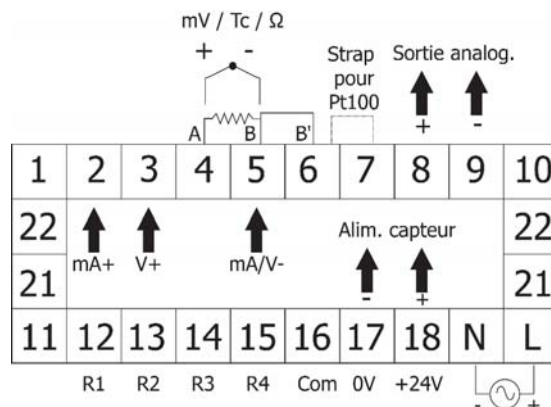 mV / Tc / Ω
+ -
Strap Sortie analog.
pour
Pt100
+ -
A B B'
1 2 3 4 5 6 7 8 9 10
22 22
mA+ V+ mA/V- Alim. capteur
21 - + 21
11 12 13 14 15 16 17 18 N L
R1 R2 R3 R4 Com 0V +24V
- +